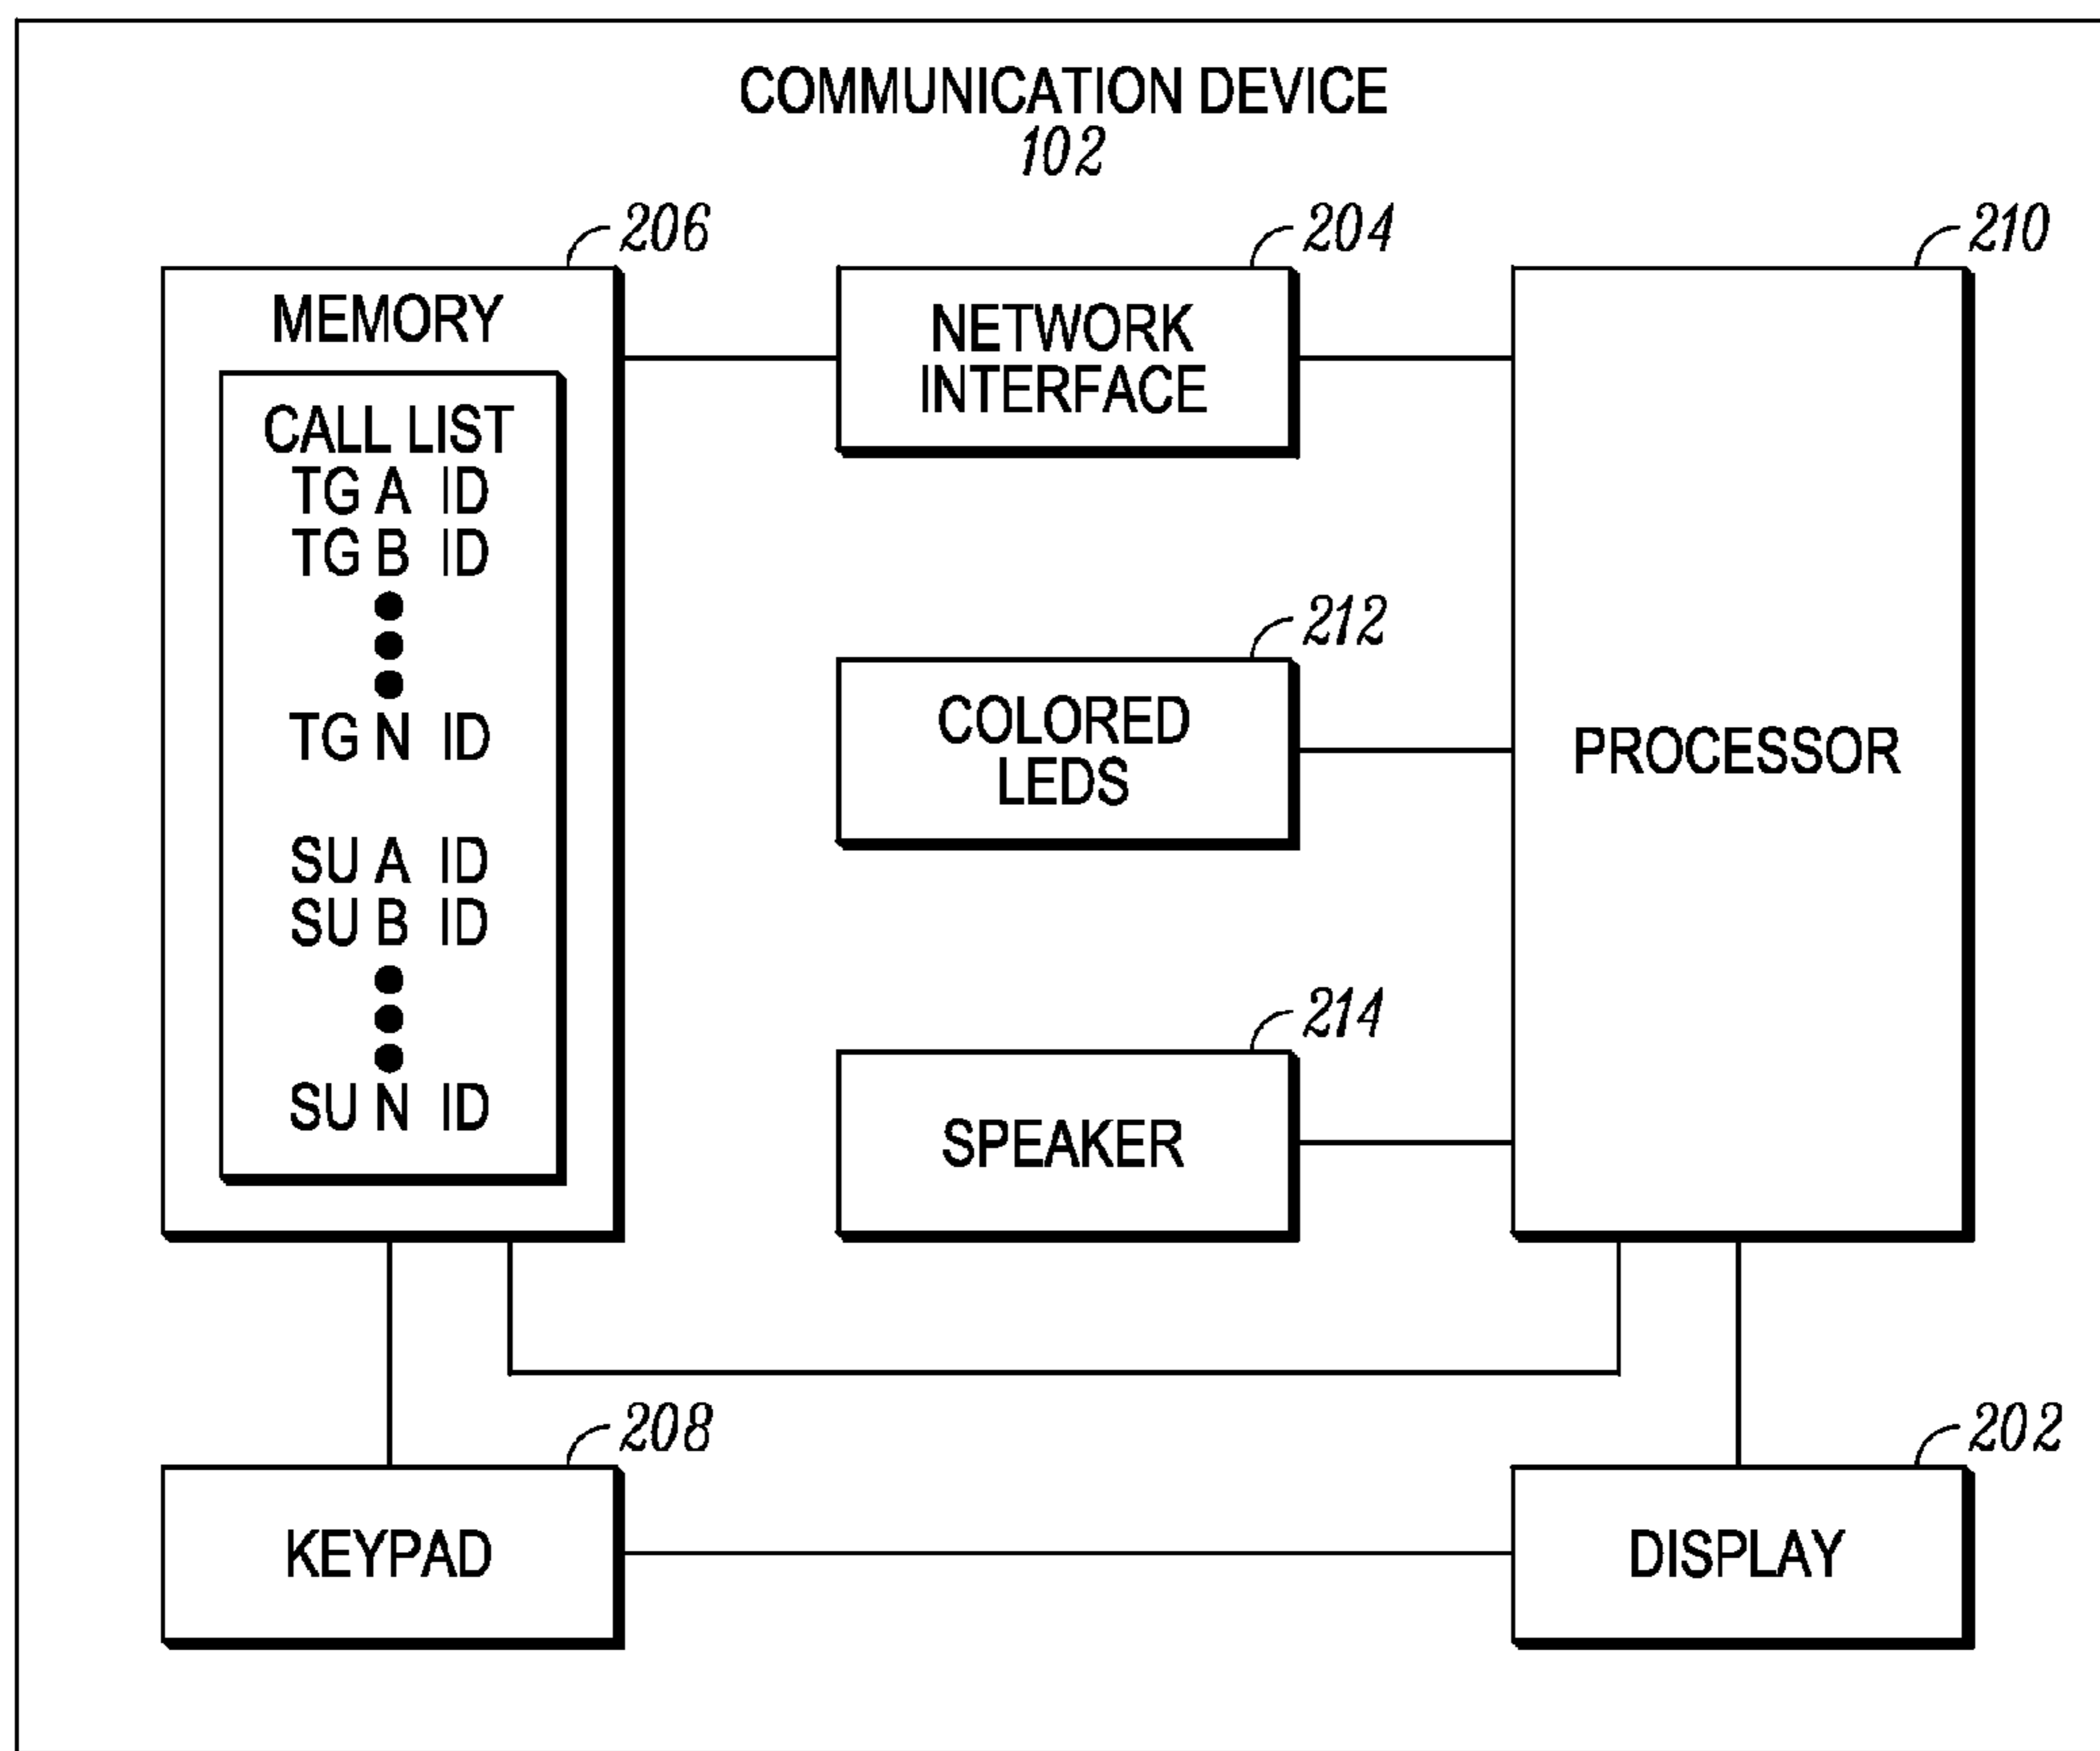 COMMUNICATION DEVICE
102
206
204
210
MEMORY
CALL LIST
TG A ID
TG B ID
TG N ID
SU A ID
SU B ID
SU N ID
NETWORK
INTERFACE
212
COLORED
LEDS
214
SPEAKER
PROCESSOR
208
KEYPAD
202
DISPLAY